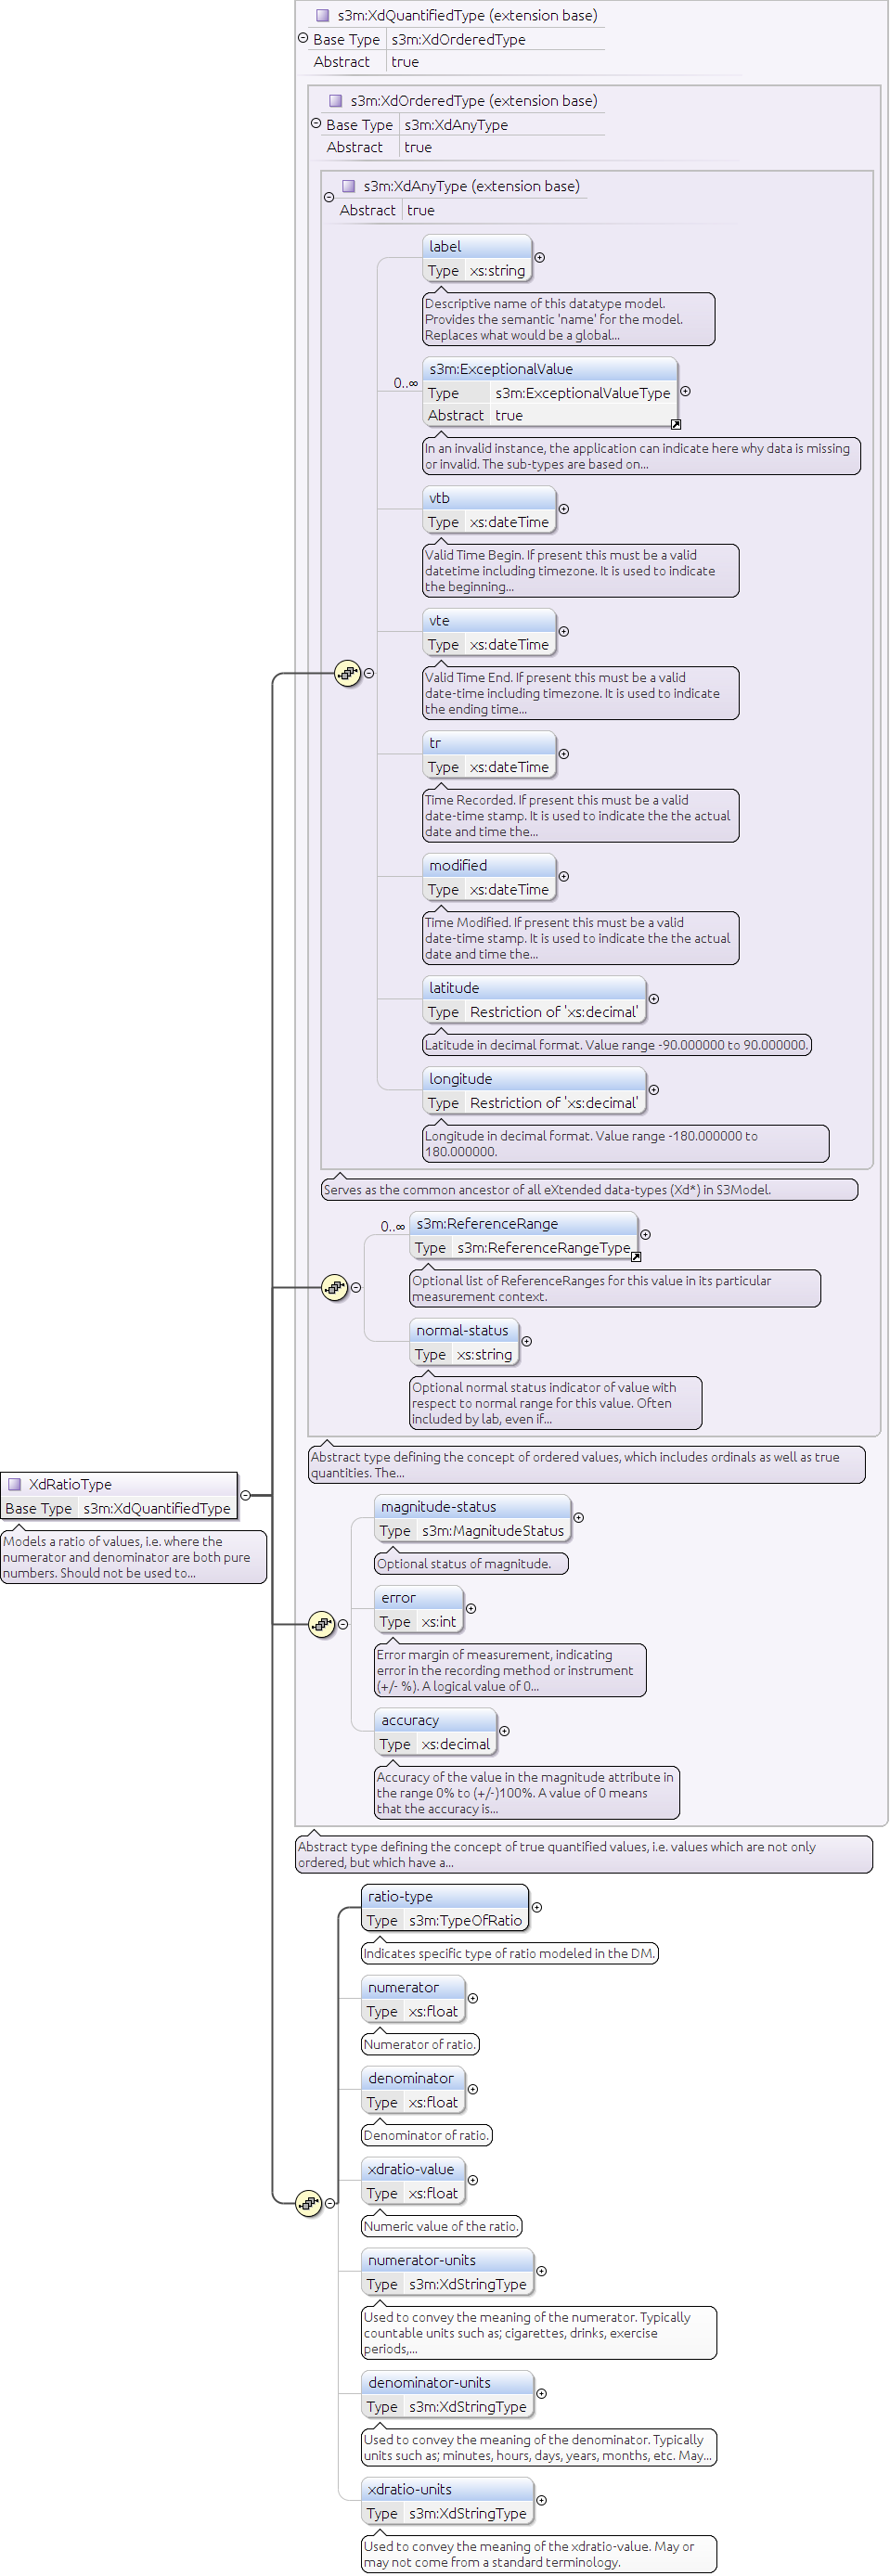 s3m:XdQuantifiedType (extension base)
Base Type s3m:XdOrderedType
Abstract true
s3m:XdOrderedType (extension base)
Base Type s3m:XdAnyType
Abstract true
s3m:XdAnyType (extension base)
Abstract true
label
Type xs:string
Descriptive name of this datatype model.
Provides the semantic 'name' for the model.
Replaces what would be a global...
0..∞
s3m:ExceptionalValue
Type s3m:ExceptionalValueType
Abstract true
In an invalid instance, the application can indicate here why data is missing
or invalid. The sub-types are based on...
vtb
Type xs:dateTime
Valid Time Begin. If present this must be a valid
datetime including timezone. It is used to indicate
the beginning...
vte
Type xs:dateTime
Valid Time End. If present this must be a valid
date-time including timezone. It is used to indicate
the ending time...
tr
Type xs:dateTime
Time Recorded. If present this must be a valid
date-time stamp. It is used to indicate the the actual
date and time the...
modified
Type xs:dateTime
Time Modified. If present this must be a valid
date-time stamp. It is used to indicate the the actual
date and time the...
latitude
Type Restriction of 'xs:decimal'
Latitude in decimal format. Value range -90.000000 to 90.000000.
longitude
Type Restriction of 'xs:decimal'
Longitude in decimal format. Value range -180.000000 to
180.000000.
Serves as the common ancestor of all eXtended data-types (Xd*) in S3Model.
0..∞
s3m:ReferenceRange
Type s3m:ReferenceRangeType
Optional list of ReferenceRanges for this value in its particular
measurement context.
normal-status
Type xs:string
Optional normal status indicator of value with
respect to normal range for this value. Often
included by lab, even if...
Abstract type defining the concept of ordered values, which includes ordinals as well as true
quantities. The...
XdRatioType
Base Type s3m:XdQuantifiedType
Models a ratio of values, i.e. where the
numerator and denominator are both pure
numbers. Should not be used to...
magnitude-status
Type s3m:MagnitudeStatus
Optional status of magnitude.
error
Type xs:int
Error margin of measurement, indicating
error in the recording method or instrument
(+/- %). A logical value of 0...
accuracy
Type xs:decimal
Accuracy of the value in the magnitude attribute in
the range 0% to (+/-)100%. A value of 0 means
that the accuracy is...
Abstract type defining the concept of true quantified values, i.e. values which are not only
ordered, but which have a...
ratio-type
Type s3m:TypeOfRatio
Indicates specific type of ratio modeled in the DM.
numerator
Type xs:float
Numerator of ratio.
denominator
Type xs:float
Denominator of ratio.
xdratio-value
Type xs:float
Numeric value of the ratio.
numerator-units
Type s3m:XdStringType
Used to convey the meaning of the numerator. Typically
countable units such as; cigarettes, drinks, exercise
periods,...
denominator-units
Type s3m:XdStringType
Used to convey the meaning of the denominator. Typically
units such as; minutes, hours, days, years, months, etc. May...
xdratio-units
Type s3m:XdStringType
Used to convey the meaning of the xdratio-value. May or
may not come from a standard terminology.